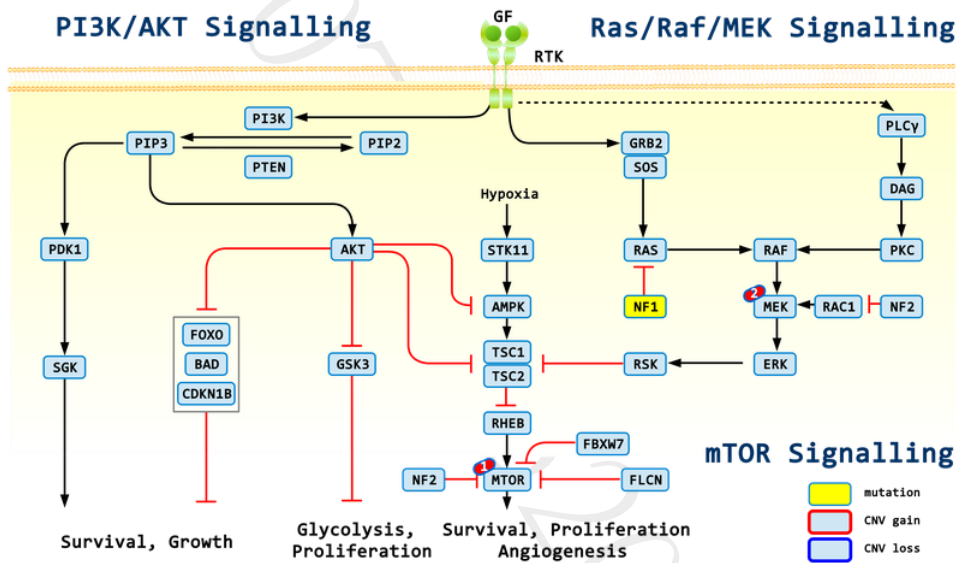 PI3K/AKT Signalling
GF
Ras/Raf/MEK Signalling
RTK
PI3K
PLCγ
PIP3
PIP2
GRB2
PTEN
SOS
DAG
Hypoxia
PDK1
AKT
STK11
RAS
RAF
PKC
2
AMPK
NF1
MEK
RAC1
NF2
FOXO
TSC1
BAD
GSK3
SGK
TSC2
RSK
ERK
CDKN1B
RHEB
FBXW7
mTOR Signalling
1
NF2
MTOR
FLCN
mutation
CNV gain
CNV loss
Survival, Growth
Glycolysis,
Proliferation
Survival, Proliferation
Angiogenesis